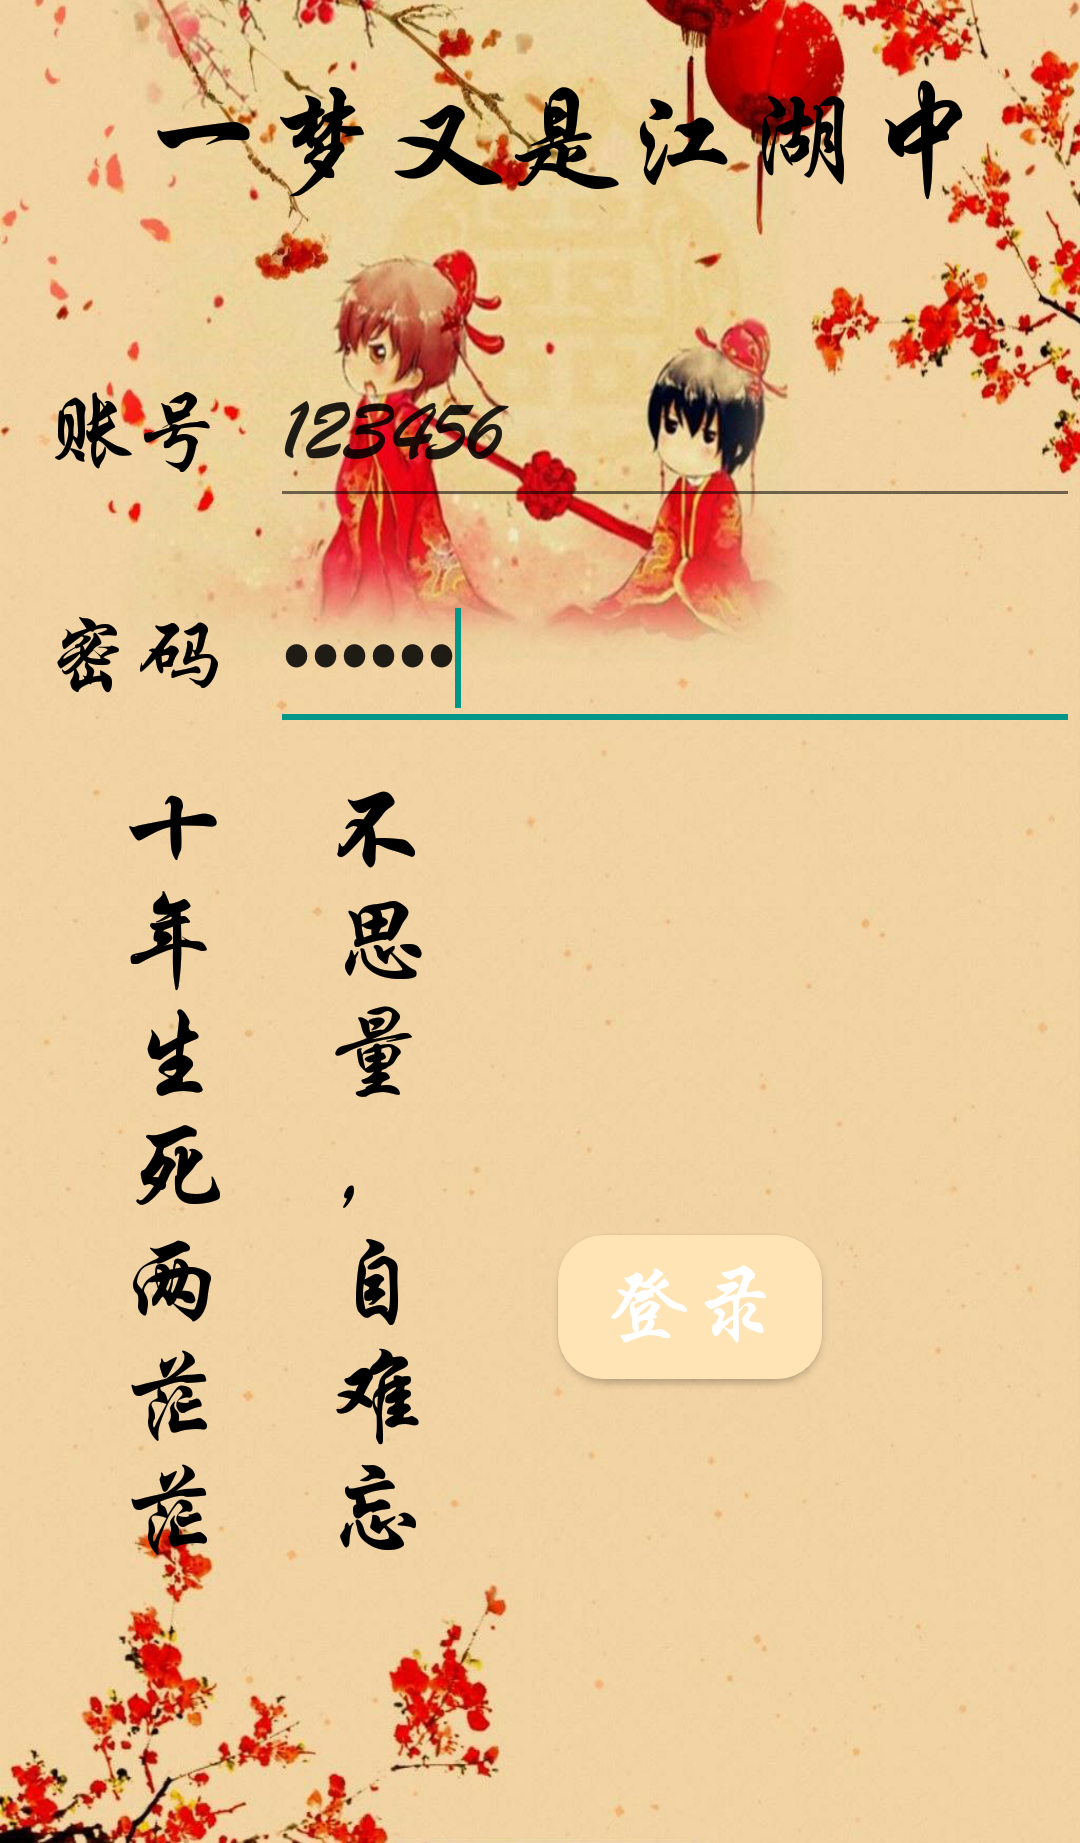 一梦又是江湖中
账号 123456
密码 ••••••
十年生死两茫茫
不思量，自难忘
登录